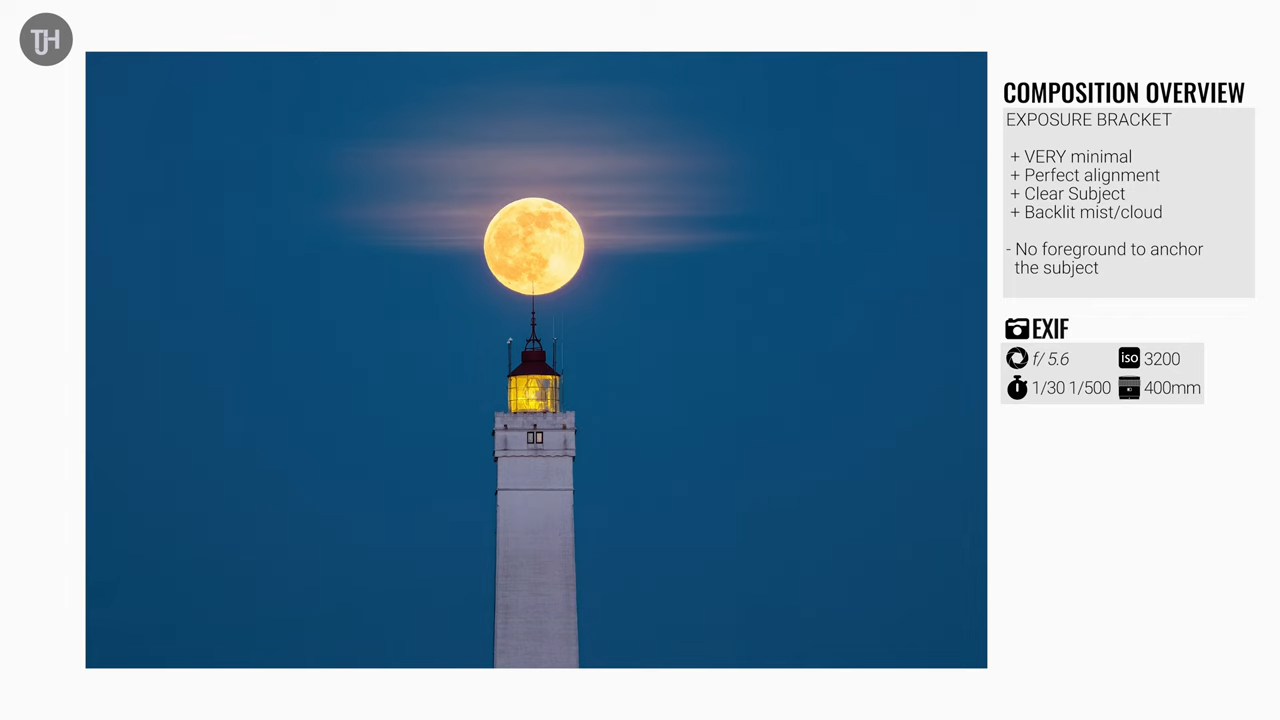 TJH
COMPOSITION OVERVIEW
EXPOSURE BRACKET
+ VERY minimal
+ Perfect alignment
+ Clear Subject
+ Backlit mist/cloud
- No foreground to anchor
the subject
EXIF
f/ 5.6
iso 3200
1/30 1/500
400mm